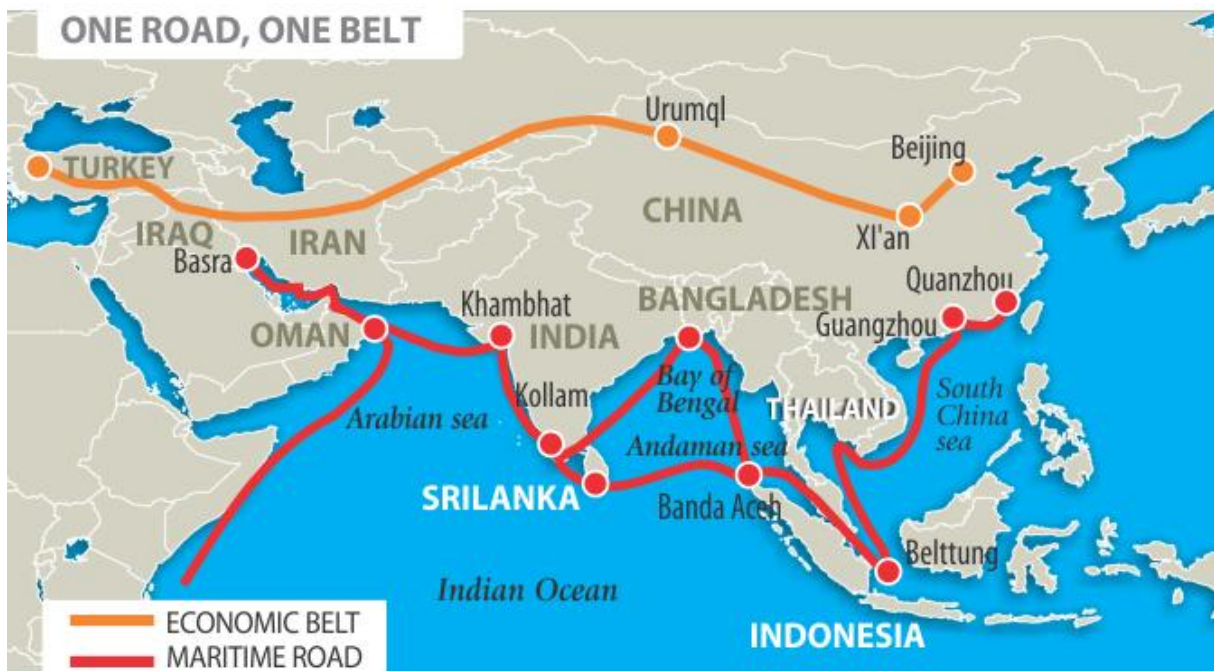 ONE ROAD, ONE BELT
Urumql
Beijing
TURKEY
CHINA
XI'an
IRAQ
IRAN
Basra
Quanzhou
Khambhat
BANGLADESH
Guangzhou
OMAN
INDIA
Bay of
Bengal
South
China
sea
Kollam
THAILAND
Arabian sea
Andaman sea
SRILANKA
Banda Aceh
Belttung
Indian Ocean
INDONESIA
ECONOMIC BELT
MARITIME ROAD